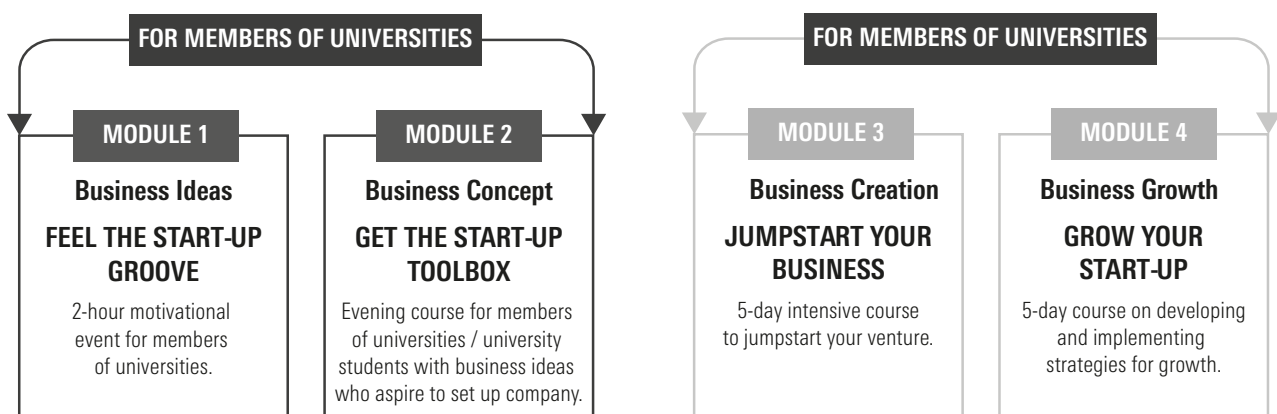 FOR MEMBERS OF UNIVERSITIES
MODULE 1
Business Ideas
FEEL THE START-UP
GROOVE
2-hour motivational
event for members
of universities.
MODULE 2
Business Concept
GET THE START-UP
TOOLBOX
Evening course for members
of universities / university
students with business ideas
who aspire to set up company.
FOR MEMBERS OF UNIVERSITIES
MODULE 3
Business Creation
JUMPSTART YOUR
BUSINESS
5-day intensive course
to jumpstart your venture.
MODULE 4
Business Growth
GROW YOUR
START-UP
5-day course on developing
and implementing
strategies for growth.